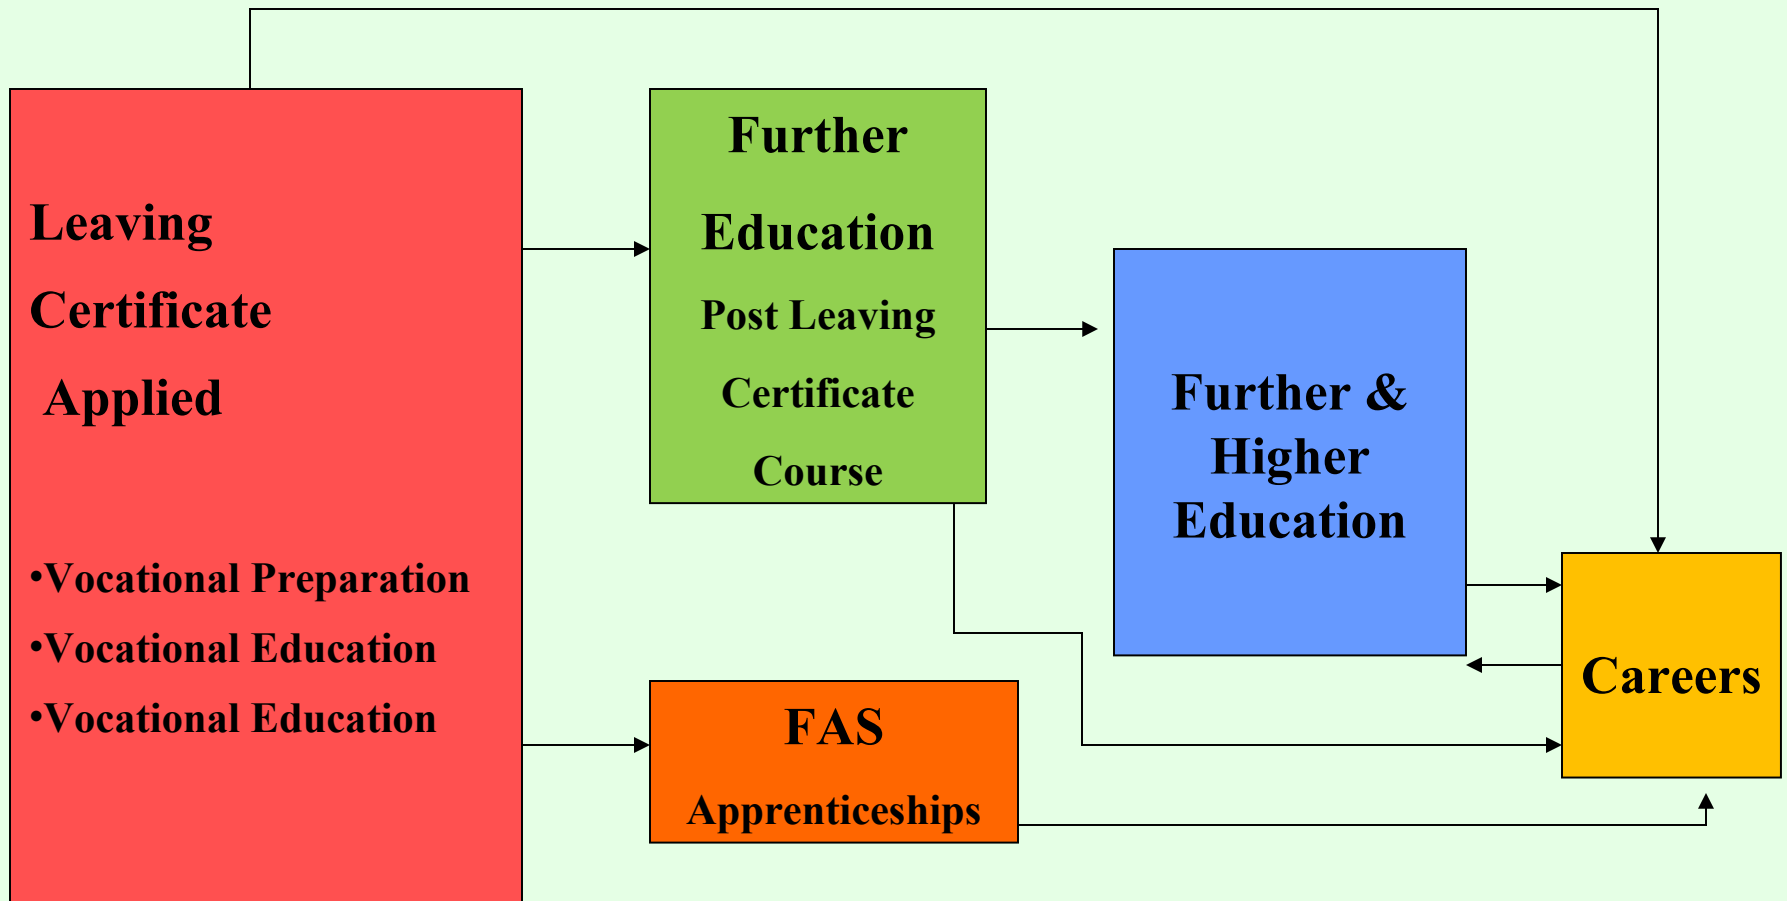 Leaving
Certificate
Applied
•Vocational Preparation
•Vocational Education
•Vocational Education
Further
Education
Post Leaving
Certificate
Course
FAS
Apprenticeships
Further &
Higher
Education
Careers